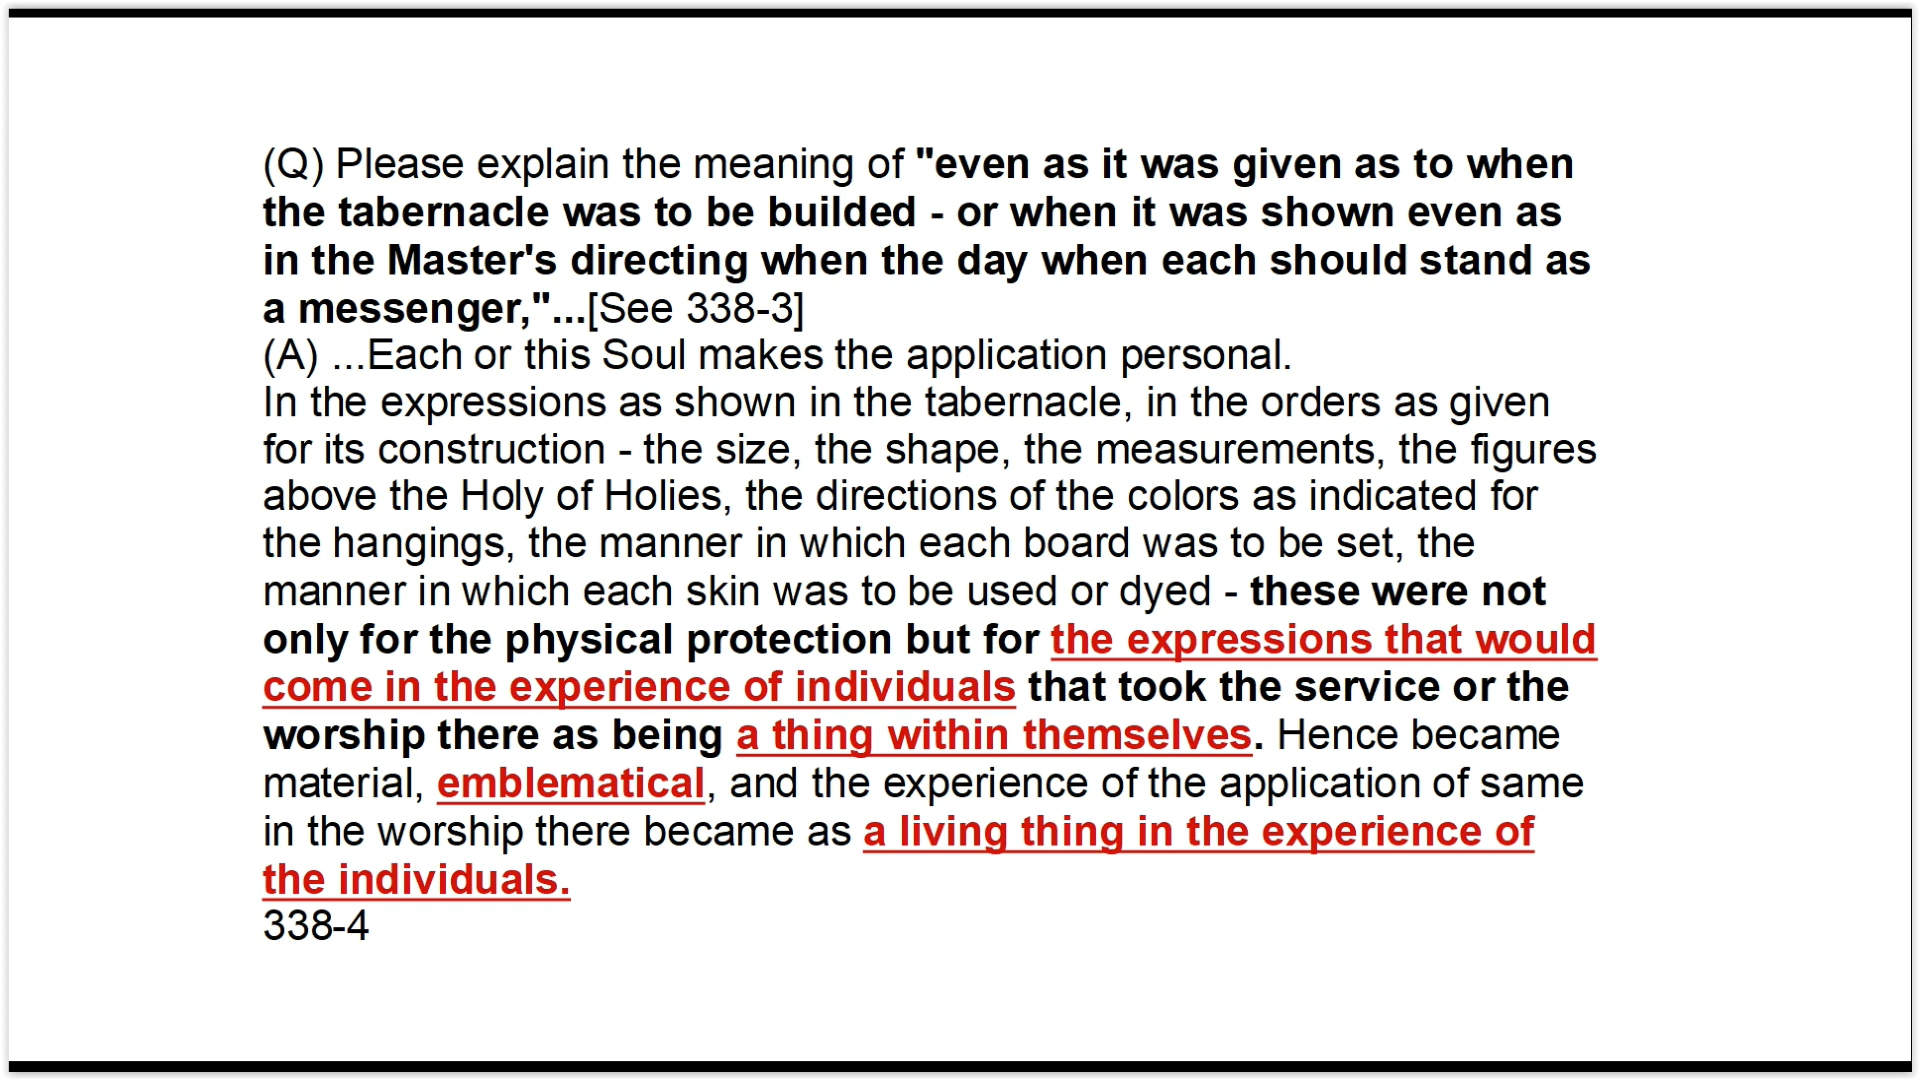 (Q) Please explain the meaning of "even as it was given as to when
the tabernacle was to be builded - or when it was shown even as
in the Master's directing when the day when each should stand as
a messenger,"...[See 338-3]
(A) ...Each or this Soul makes the application personal.
In the expressions as shown in the tabernacle, in the orders as given
for its construction - the size, the shape, the measurements, the figures
above the Holy of Holies, the directions of the colors as indicated for
the hangings, the manner in which each board was to be set, the
manner in which each skin was to be used or dyed - these were not
only for the physical protection but for the expressions that would
come in the experience of individuals that took the service or the
worship there as being a thing within themselves. Hence became
material, emblematical, and the experience of the application of same
in the worship there became as a living thing in the experience of
the individuals.
338-4